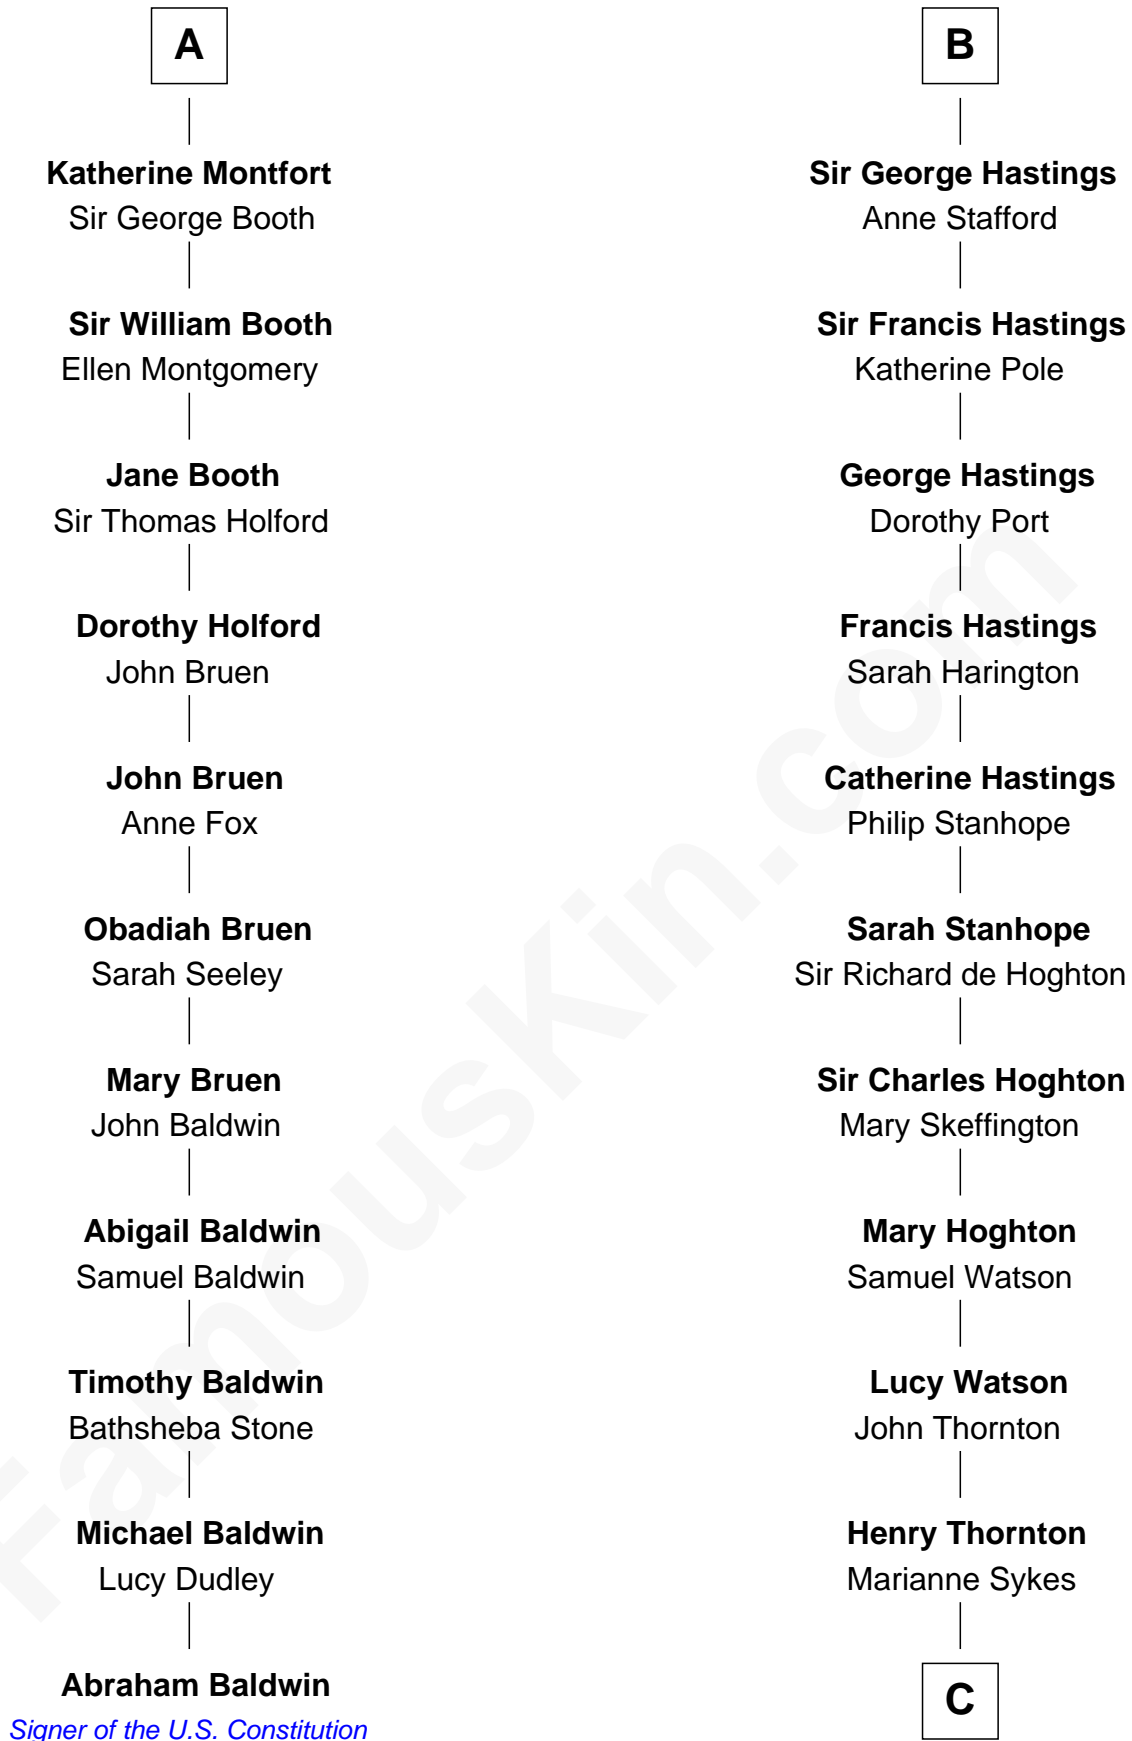 A
Katherine Montfort
Sir George Booth
Sir William Booth
Ellen Montgomery
Jane Booth
Sir Thomas Holford
Dorothy Holford
John Bruen
John Bruen
Anne Fox
Obadiah Bruen
Sarah Seeley
Mary Bruen
John Baldwin
Abigail Baldwin
Samuel Baldwin
Timothy Baldwin
Bathsheba Stone
Michael Baldwin
Lucy Dudley
Abraham Baldwin
Signer of the U.S. Constitution
B
Sir George Hastings
Anne Stafford
Sir Francis Hastings
Katherine Pole
George Hastings
Dorothy Port
Francis Hastings
Sarah Harington
Catherine Hastings
Philip Stanhope
Sarah Stanhope
Sir Richard de Hoghton
Sir Charles Hoghton
Mary Skeffington
Mary Hoghton
Samuel Watson
Lucy Watson
John Thornton
Henry Thornton
Marianne Sykes
C
FamousKin.com